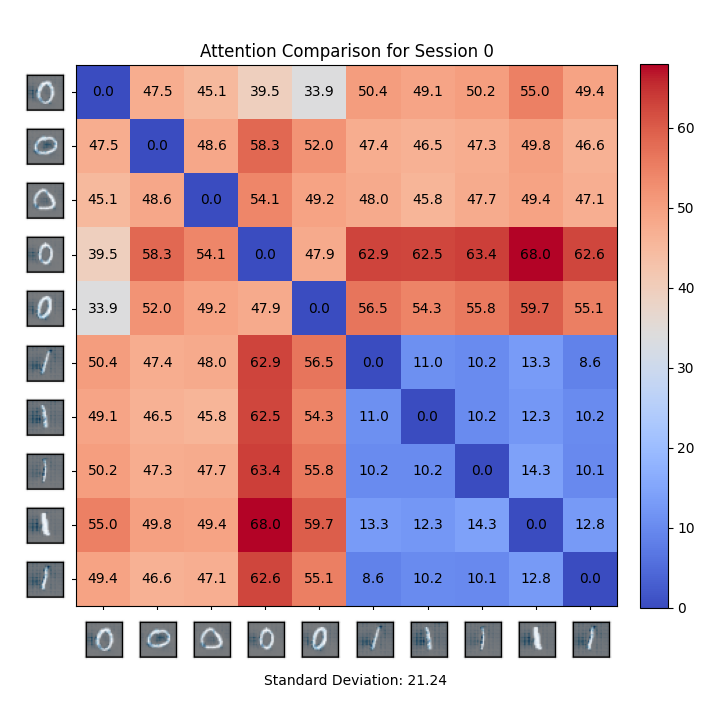 Attention Comparison for Session 0
0.0 47.5 45.1 39.5 33.9 50.4 49.1 50.2 55.0 49.4
47.5 0.0 48.6 58.3 52.0 47.4 46.5 47.3 49.8 46.6
45.1 48.6 0.0 54.1 49.2 48.0 45.8 47.7 49.4 47.1
39.5 58.3 54.1 0.0 47.9 62.9 62.5 63.4 68.0 62.6
33.9 52.0 49.2 47.9 0.0 56.5 54.3 55.8 59.7 55.1
50.4 47.4 48.0 62.9 56.5 0.0 11.0 10.2 13.3 8.6
49.1 46.5 45.8 62.5 54.3 11.0 0.0 10.2 12.3 10.2
50.2 47.3 47.7 63.4 55.8 10.2 10.2 0.0 14.3 10.1
55.0 49.8 49.4 68.0 59.7 13.3 12.3 14.3 0.0 12.8
49.4 46.6 47.1 62.6 55.1 8.6 10.2 10.1 12.8 0.0
60
50
40
30
20
10
0
Standard Deviation: 21.24